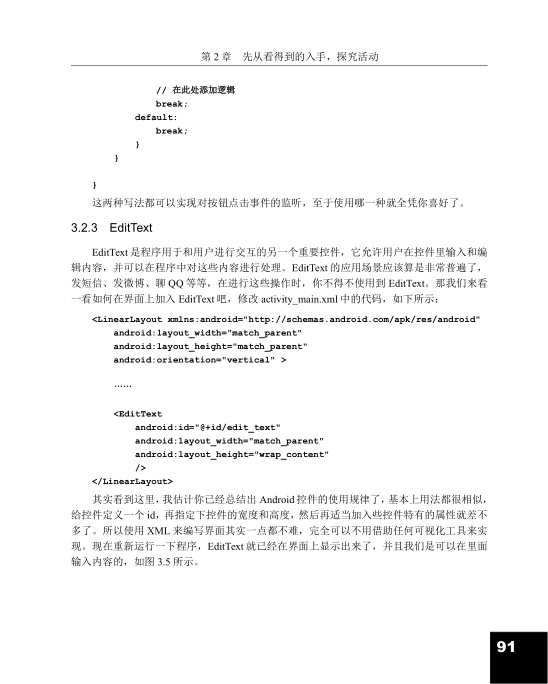 第 2 章 先从看得到的入手，探究活动
// 在此处添加逻辑
break;
default:
break;
}
}
}
这两种写法都可以实现对按钮点击事件的监听，至于使用哪一种就全凭你喜好了。
3.2.3 EditText
EditText 是程序用于和用户进行交互的另一个重要控件，它允许用户在控件里输入和编
辑内容，并可以在程序中对这些内容进行处理。EditText 的应用场景应该算是非常普遍了，
发短信、发微博、聊 QQ 等等，在进行这些操作时，你不得不使用到 EditText。那我们来看
一看如何在界面上加入 EditText 吧，修改 activity_main.xml 中的代码，如下所示：
<LinearLayout xmlns:android="http://schemas.android.com/apk/res/android"
android:layout_width="match_parent"
android:layout_height="match_parent"
android:orientation="vertical" >
……
<EditText
android:id="@+id/edit_text"
android:layout_width="match_parent"
android:layout_height="wrap_content"
/>
</LinearLayout>
其实看到这里，我估计你已经总结出 Android 控件的使用规律了，基本上用法都很相似，
给控件定义一个 id，再指定下控件的宽度和高度，然后再适当加入些控件特有的属性就差不
多了。所以使用 XML 来编写界面其实一点都不难，完全可以不用借助任何可视化工具来实
现。现在重新运行一下程序，EditText 就已经在界面上显示出来了，并且我们是可以在里面
输入内容的，如图 3.5 所示。
91